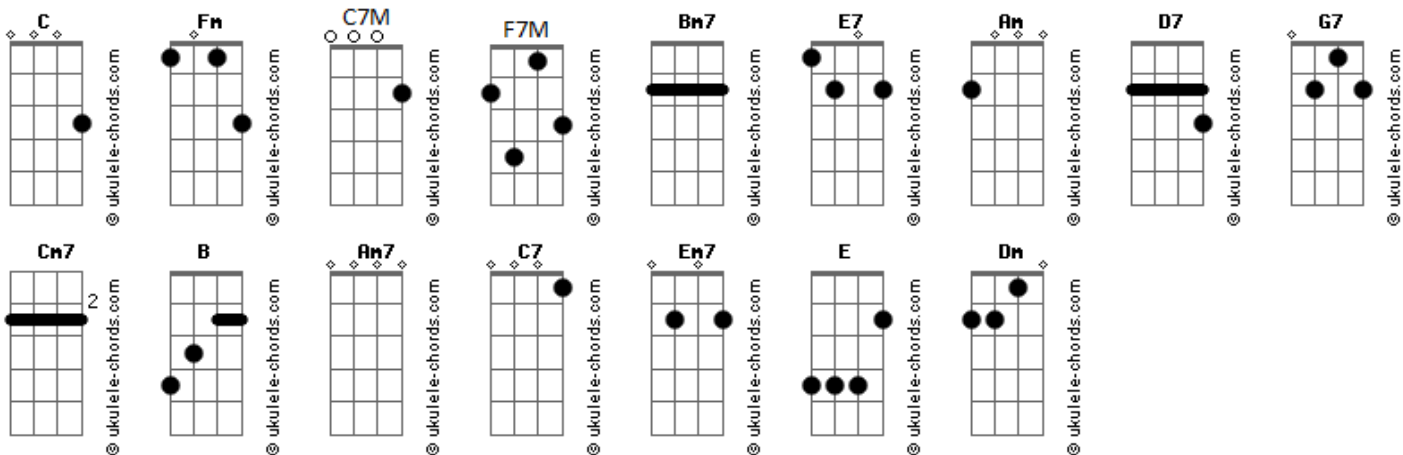 C Fm C7M F7M Bm7 E7 Am D7 G7
© ukulele-chords.com © ukulele-chords.com © ukulele-chords.com © ukulele-chords.com © ukulele-chords.com © ukulele-chords.com © ukulele-chords.com © ukulele-chords.com © ukulele-chords.com
Cm7 B Am7 C7 Em7 E Dm
2
© ukulele-chords.com © ukulele-chords.com © ukulele-chords.com © ukulele-chords.com © ukulele-chords.com © ukulele-chords.com © ukulele-chords.com